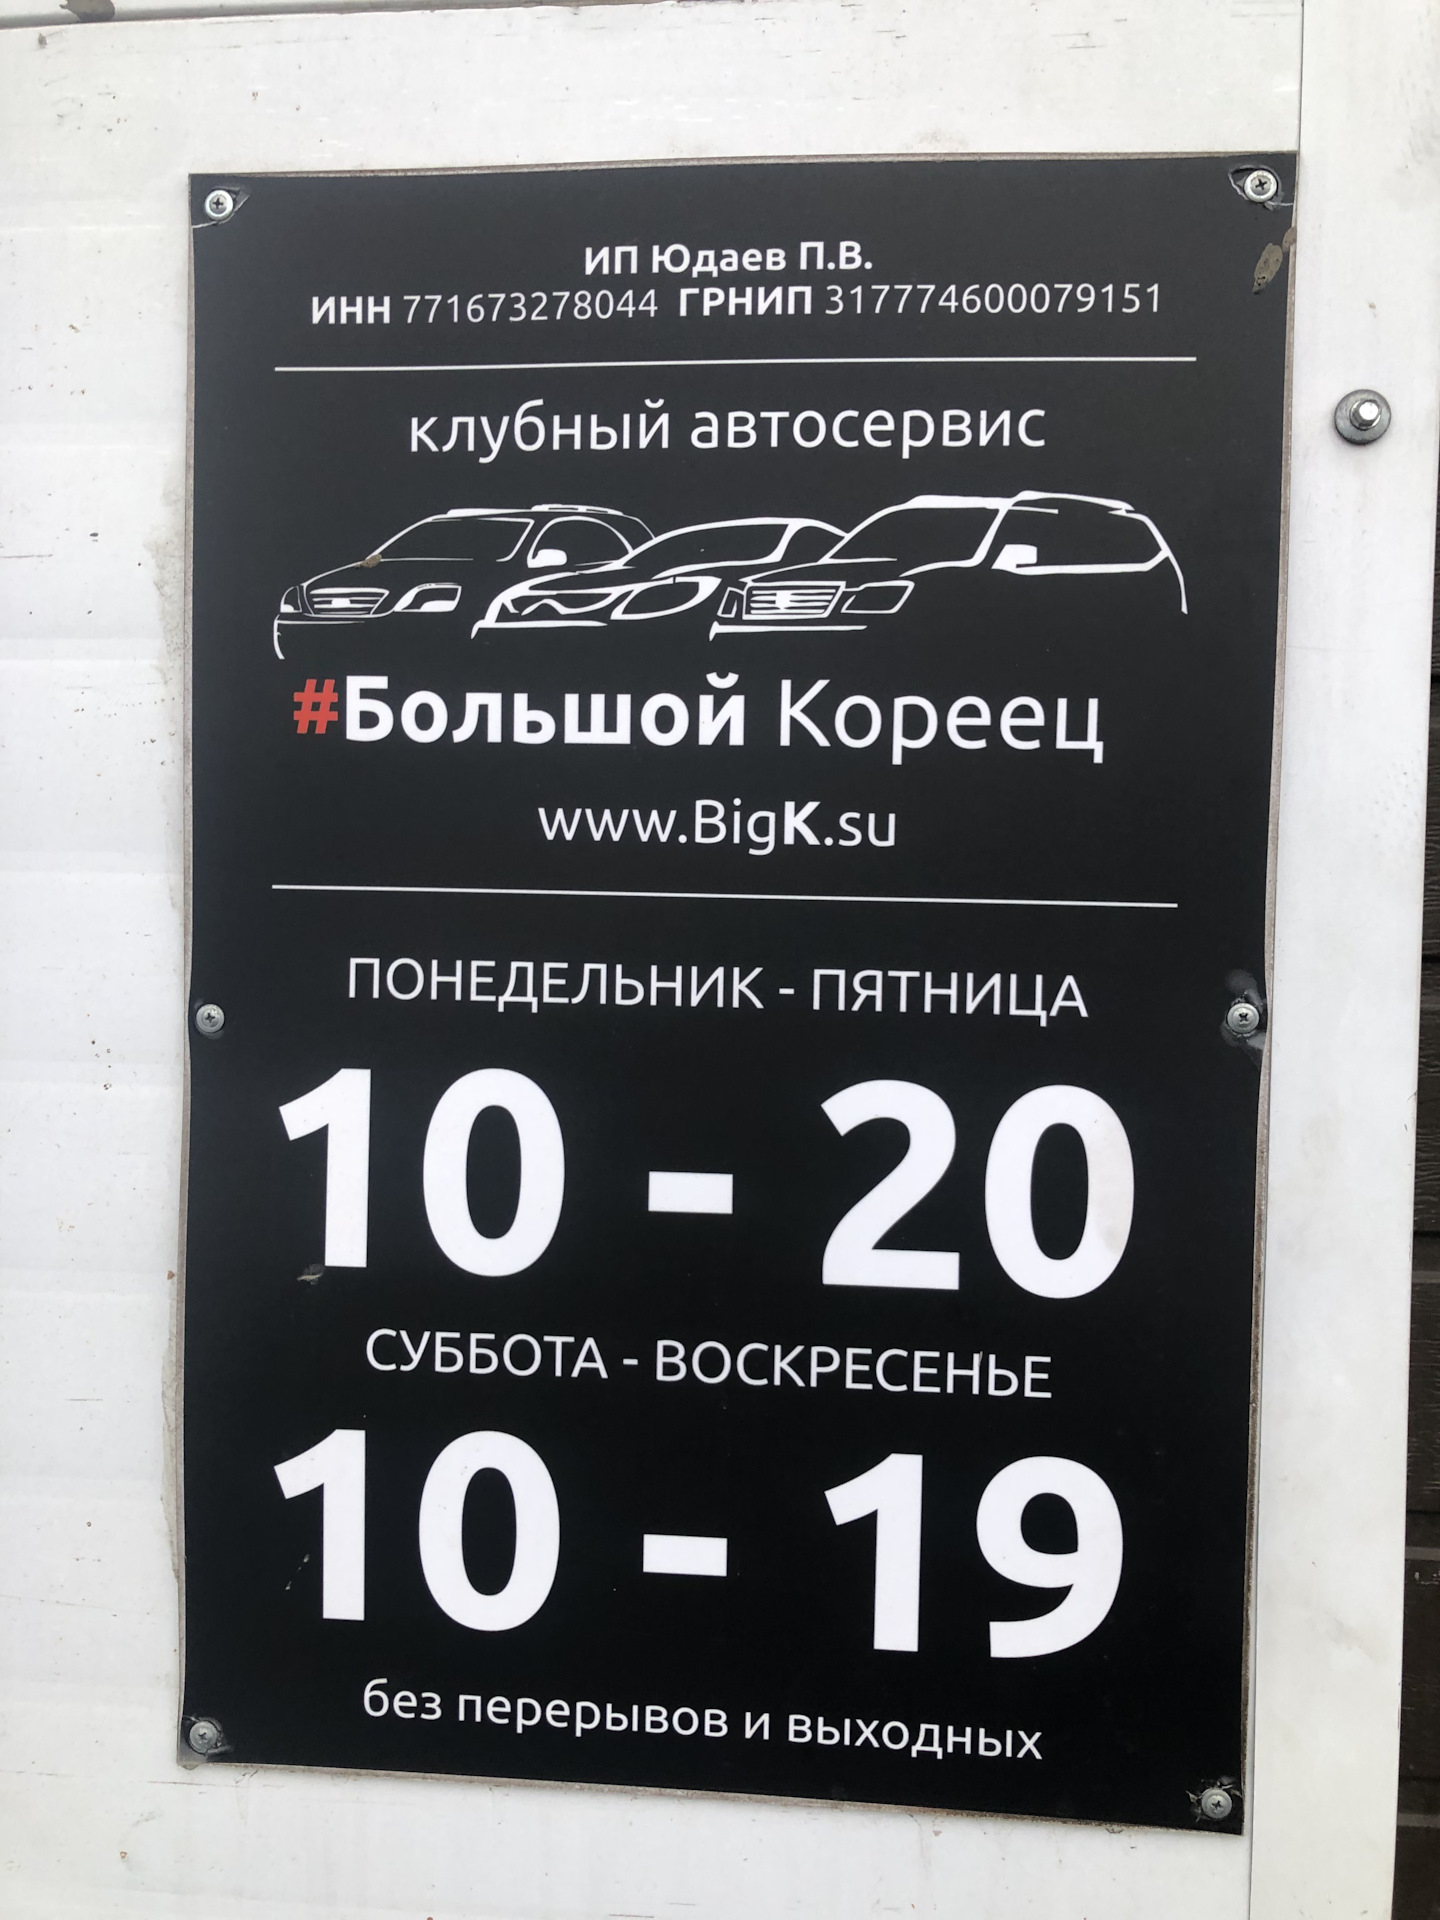 ИП Юдаев П.В.
ИНН 771673278044 ГРНИП 317774600079151
клубный автосервис
#Большой Кореец
www.BigK.su
ПОНЕДЕЛЬНИК - ПЯТНИЦА
10 - 20
СУББОТА - ВОСКРЕСЕНЬЕ
10 - 19
без перерывов и выходных